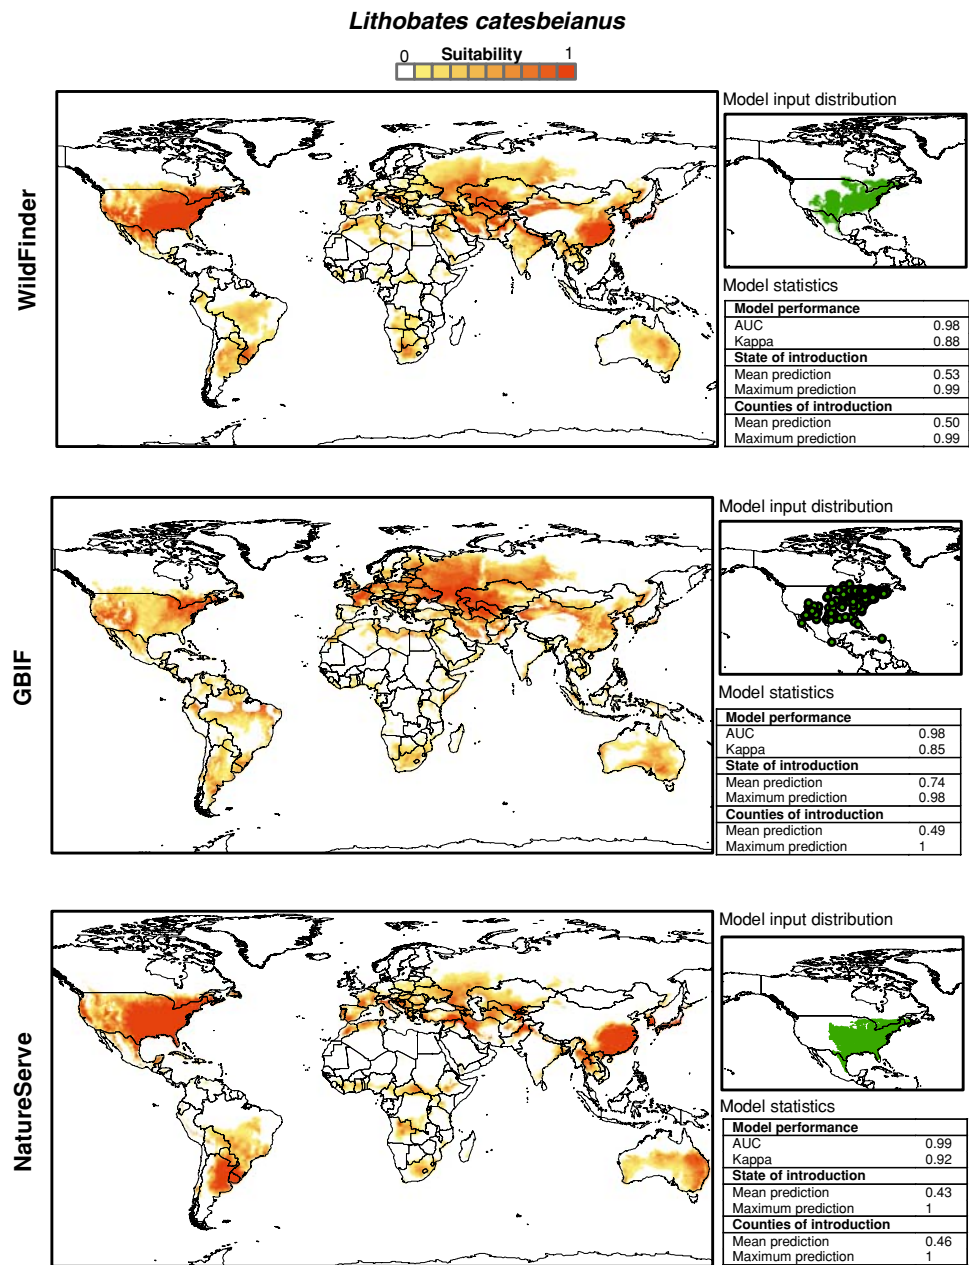 Lithobates catesbeianus
0 Suitability 1
WildFinder
Model input distribution
Model statistics
Model performance
AUC 0.98
Kappa 0.88
State of introduction
Mean prediction 0.53
Maximum prediction 0.99
Counties of introduction
Mean prediction 0.50
Maximum prediction 0.99
GBIF
Model input distribution
Model statistics
Model performance
AUC 0.98
Kappa 0.85
State of introduction
Mean prediction 0.74
Maximum prediction 0.98
Counties of introduction
Mean prediction 0.49
Maximum prediction 1
NatureServe
Model input distribution
Model statistics
Model performance
AUC 0.99
Kappa 0.92
State of introduction
Mean prediction 0.43
Maximum prediction 1
Counties of introduction
Mean prediction 0.46
Maximum prediction 1